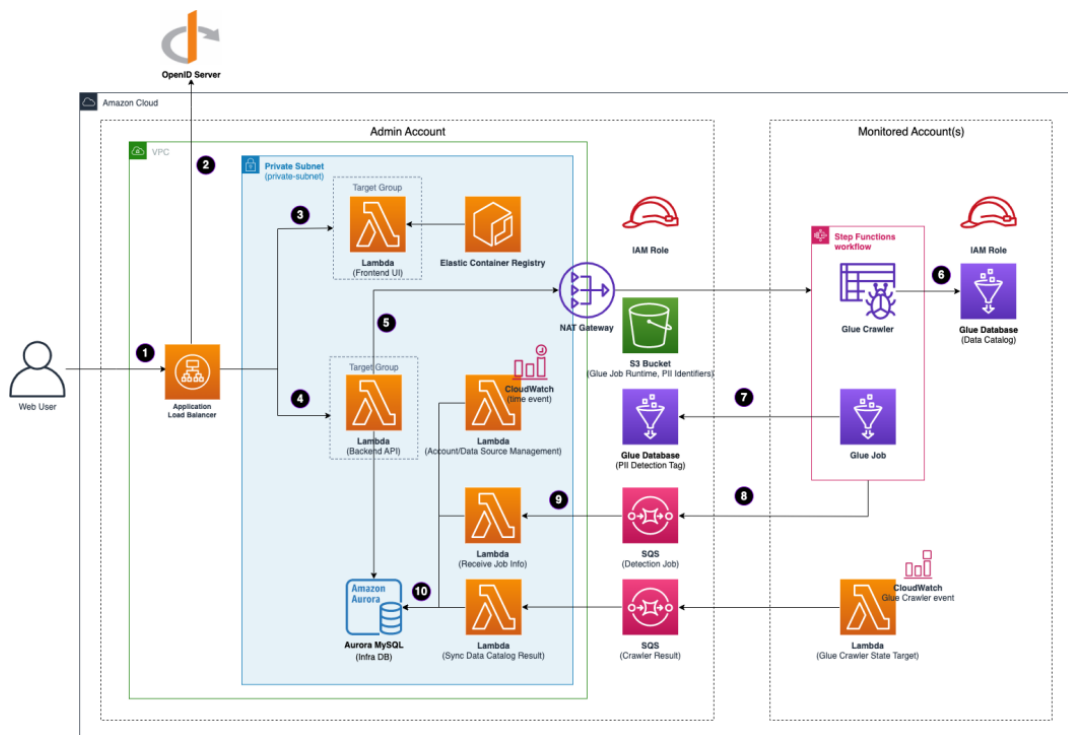 OpenID Server
Amazon Cloud
Admin Account
Monitored Account(s)
VPC
2
Private Subnet
(private-subnet)
Target Group
3
Lambda
(Frontend UI)
Elastic Container Registry
IAM Role
Step Functions
workflow
IAM Role
6
Glue Crawler
Glue Database
(Data Catalog)
NAT Gateway
5
S3 Bucket
(Glue Job Runtime, PII Identifiers)
1
Web User
Application
Load Balancer
Target Group
4
Lambda
(Backend API)
CloudWatch
(time event)
Lambda
(Account/Data Source Management)
7
Glue Database
(PII Detection Tag)
Glue Job
8
9
Lambda
(Receive Job Info)
SQS
(Detection Job)
CloudWatch
Glue Crawler event
Amazon
Aurora
10
Aurora MySQL
(Infra DB)
Lambda
(Sync Data Catalog Result)
SQS
(Crawler Result)
Lambda
(Glue Crawler State Target)